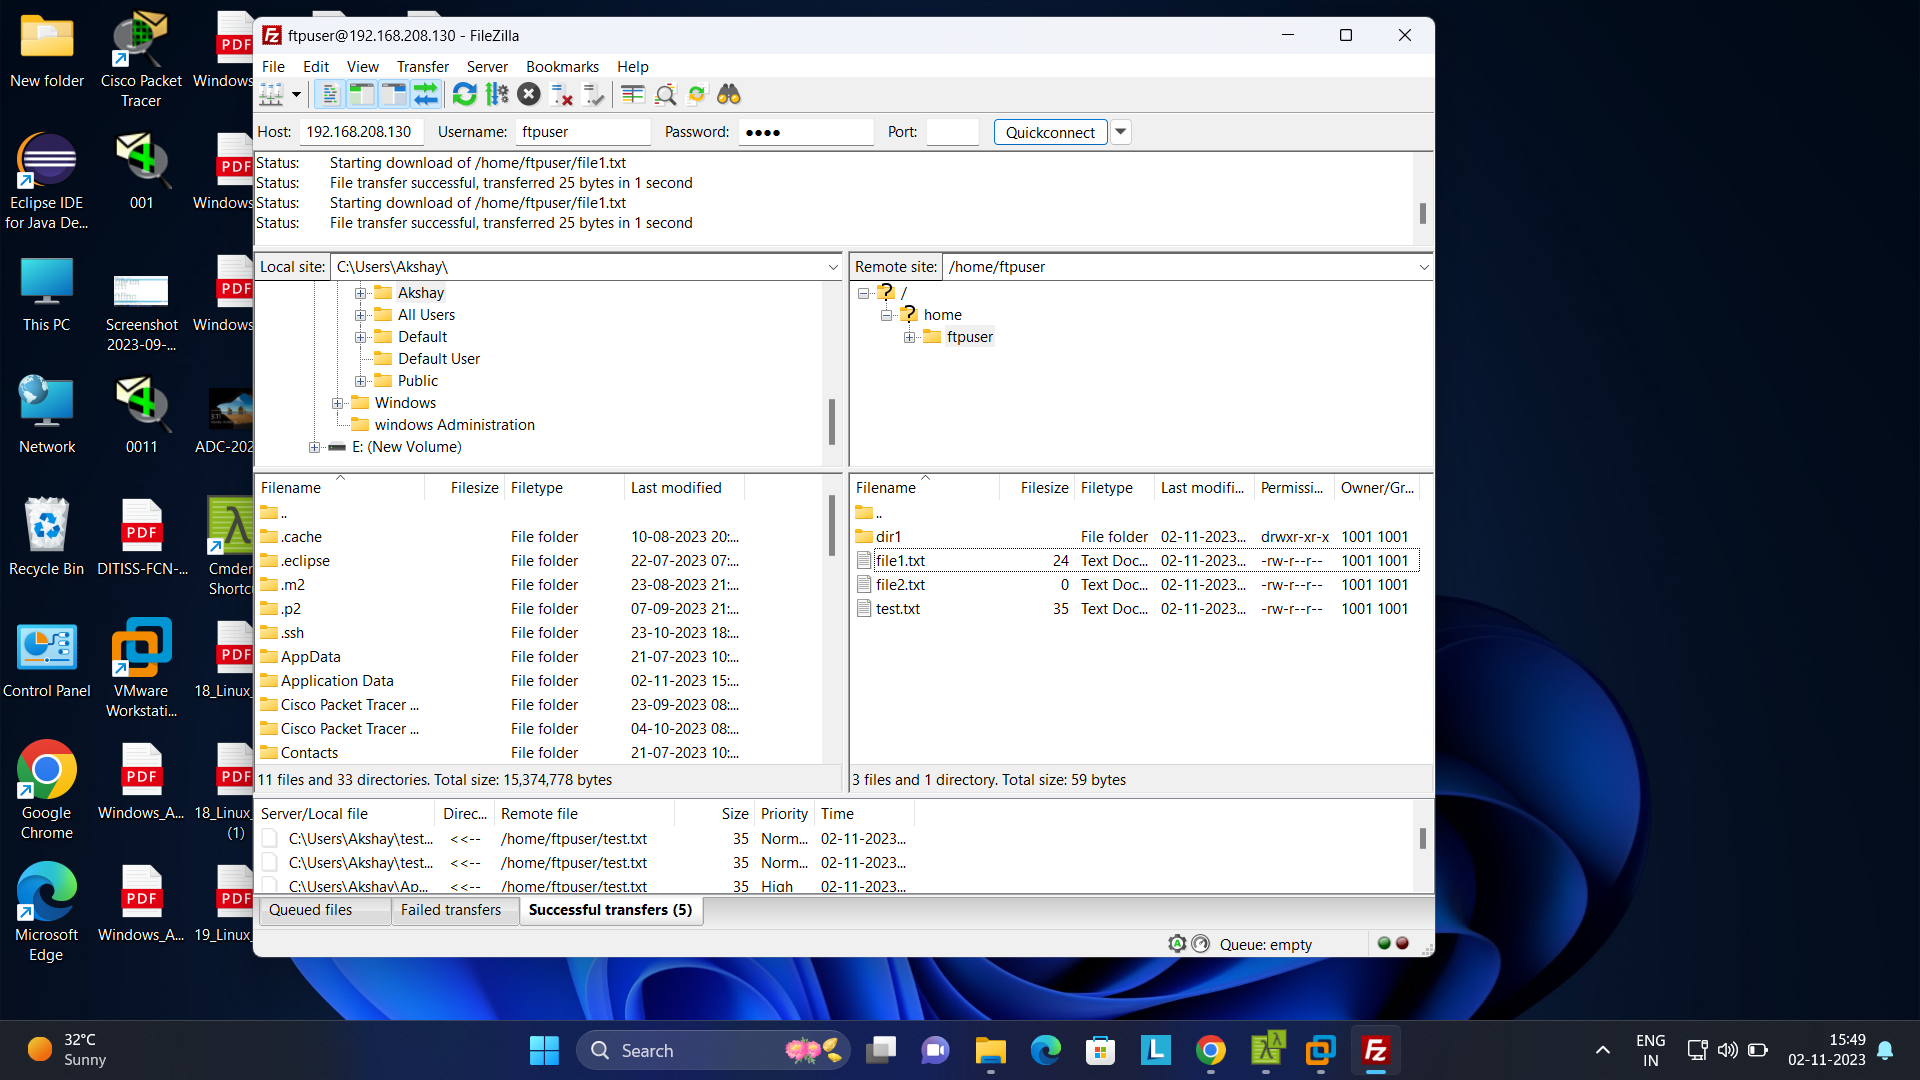 New folder
Cisco Packet
Tracer
Windows
PDF
ftpuser@192.168.208.130 - FileZilla
File Edit View Transfer Server Bookmarks Help
Host: 192.168.208.130 Username: ftpuser Password: ●●●● Port: Quickconnect
Status: Starting download of /home/ftpuser/file1.txt
Status: File transfer successful, transferred 25 bytes in 1 second
Status: Starting download of /home/ftpuser/file1.txt
Status: File transfer successful, transferred 25 bytes in 1 second
Local site: C:\Users\Akshay\
Akshay
All Users
Default
Default User
Public
Windows
windows Administration
E: (New Volume)
Remote site: /home/ftpuser
/
home
ftpuser
Filename Filesize Filetype Last modified
..
.cache File folder 10-08-2023 20:...
.eclipse File folder 22-07-2023 07:...
.m2 File folder 23-08-2023 21:...
.p2 File folder 07-09-2023 21:...
.ssh File folder 23-10-2023 18:...
AppData File folder 21-07-2023 10:...
Application Data File folder 02-11-2023 15:...
Cisco Packet Tracer ... File folder 23-09-2023 08:...
Cisco Packet Tracer ... File folder 04-10-2023 08:...
Contacts File folder 21-07-2023 10:...
11 files and 33 directories. Total size: 15,374,778 bytes
Filename Filesize Filetype Last modifi... Permissi... Owner/Gr...
..
dir1 File folder 02-11-2023... drwxr-xr-x 1001 1001
file1.txt 24 Text Doc... 02-11-2023... -rw-r--r-- 1001 1001
file2.txt 0 Text Doc... 02-11-2023... -rw-r--r-- 1001 1001
test.txt 35 Text Doc... 02-11-2023... -rw-r--r-- 1001 1001
3 files and 1 directory. Total size: 59 bytes
Server/Local file Direc... Remote file Size Priority Time
C:\Users\Akshay\test... <<-- /home/ftpuser/test.txt 35 Norm... 02-11-2023...
C:\Users\Akshay\test... <<-- /home/ftpuser/test.txt 35 Norm... 02-11-2023...
C:\Users\Akshay\Ap... <<-- /home/ftpuser/test.txt 35 High 02-11-2023...
Queued files Failed transfers Successful transfers (5)
Queue: empty
Eclipse IDE
for Java De...
001
Windows
PDF
This PC
Screenshot
2023-09-...
Windows
PDF
Network
0011
ADC-202
Recycle Bin
PDF
DITISS-FCN-...
Cmder
Shortc
Control Panel
VMware
Workstati...
PDF
18_Linux_
Google
Chrome
PDF
Windows_A...
PDF
18_Linux_
(1)
Microsoft
Edge
PDF
Windows_A...
PDF
19_Linux_
32°C
Sunny
Search
ENG
IN
15:49
02-11-2023